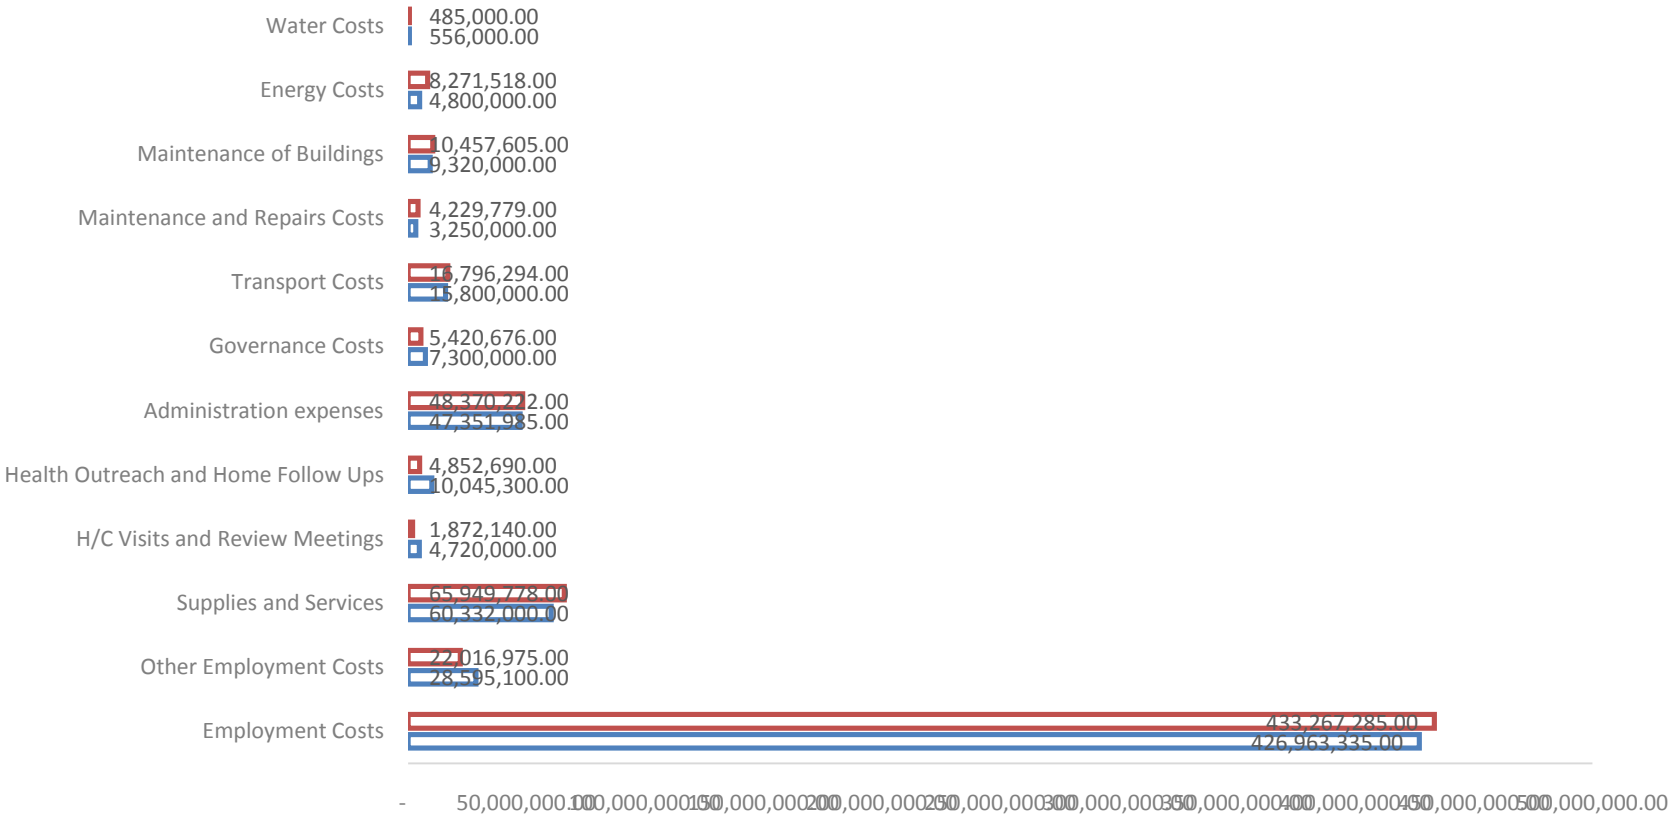 Water Costs
485,000.00
556,000.00
Energy Costs
8,271,518.00
4,800,000.00
Maintenance of Buildings
10,457,605.00
9,320,000.00
Maintenance and Repairs Costs
4,229,779.00
3,250,000.00
Transport Costs
16,796,294.00
15,800,000.00
Governance Costs
5,420,676.00
7,300,000.00
Administration expenses
48,370,222.00
47,351,985.00
Health Outreach and Home Follow Ups
4,852,690.00
10,045,300.00
H/C Visits and Review Meetings
1,872,140.00
4,720,000.00
Supplies and Services
65,949,778.00
60,332,000.00
Other Employment Costs
22,016,975.00
28,595,100.00
Employment Costs
433,267,285.00
426,963,335.00
- 50,000,000.00 100,000,000.00 150,000,000.00 200,000,000.00 250,000,000.00 300,000,000.00 350,000,000.00 400,000,000.00 450,000,000.00 500,000,000.00